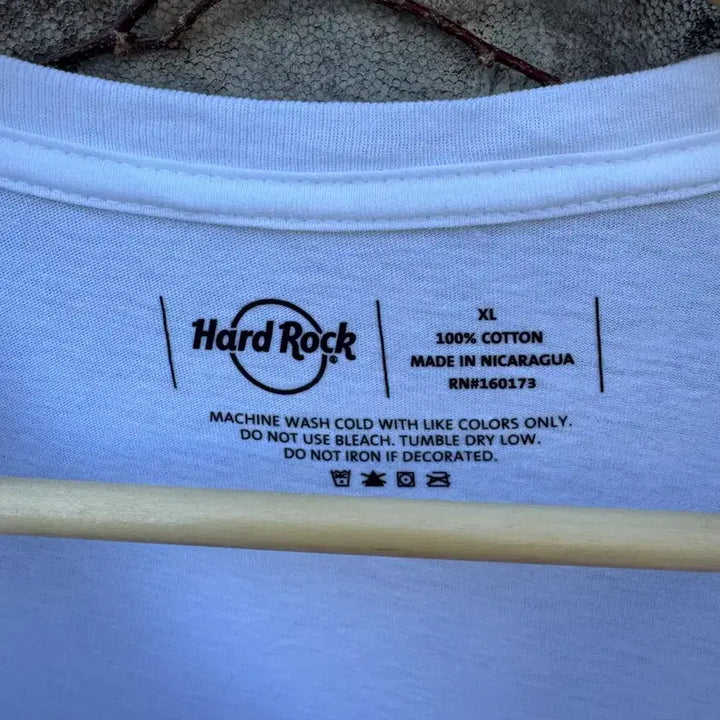 Hard Rock®
XL
100% COTTON
MADE IN NICARAGUA
RN#160173
MACHINE WASH COLD WITH LIKE COLORS ONLY.
DO NOT USE BLEACH. TUMBLE DRY LOW.
DO NOT IRON IF DECORATED.